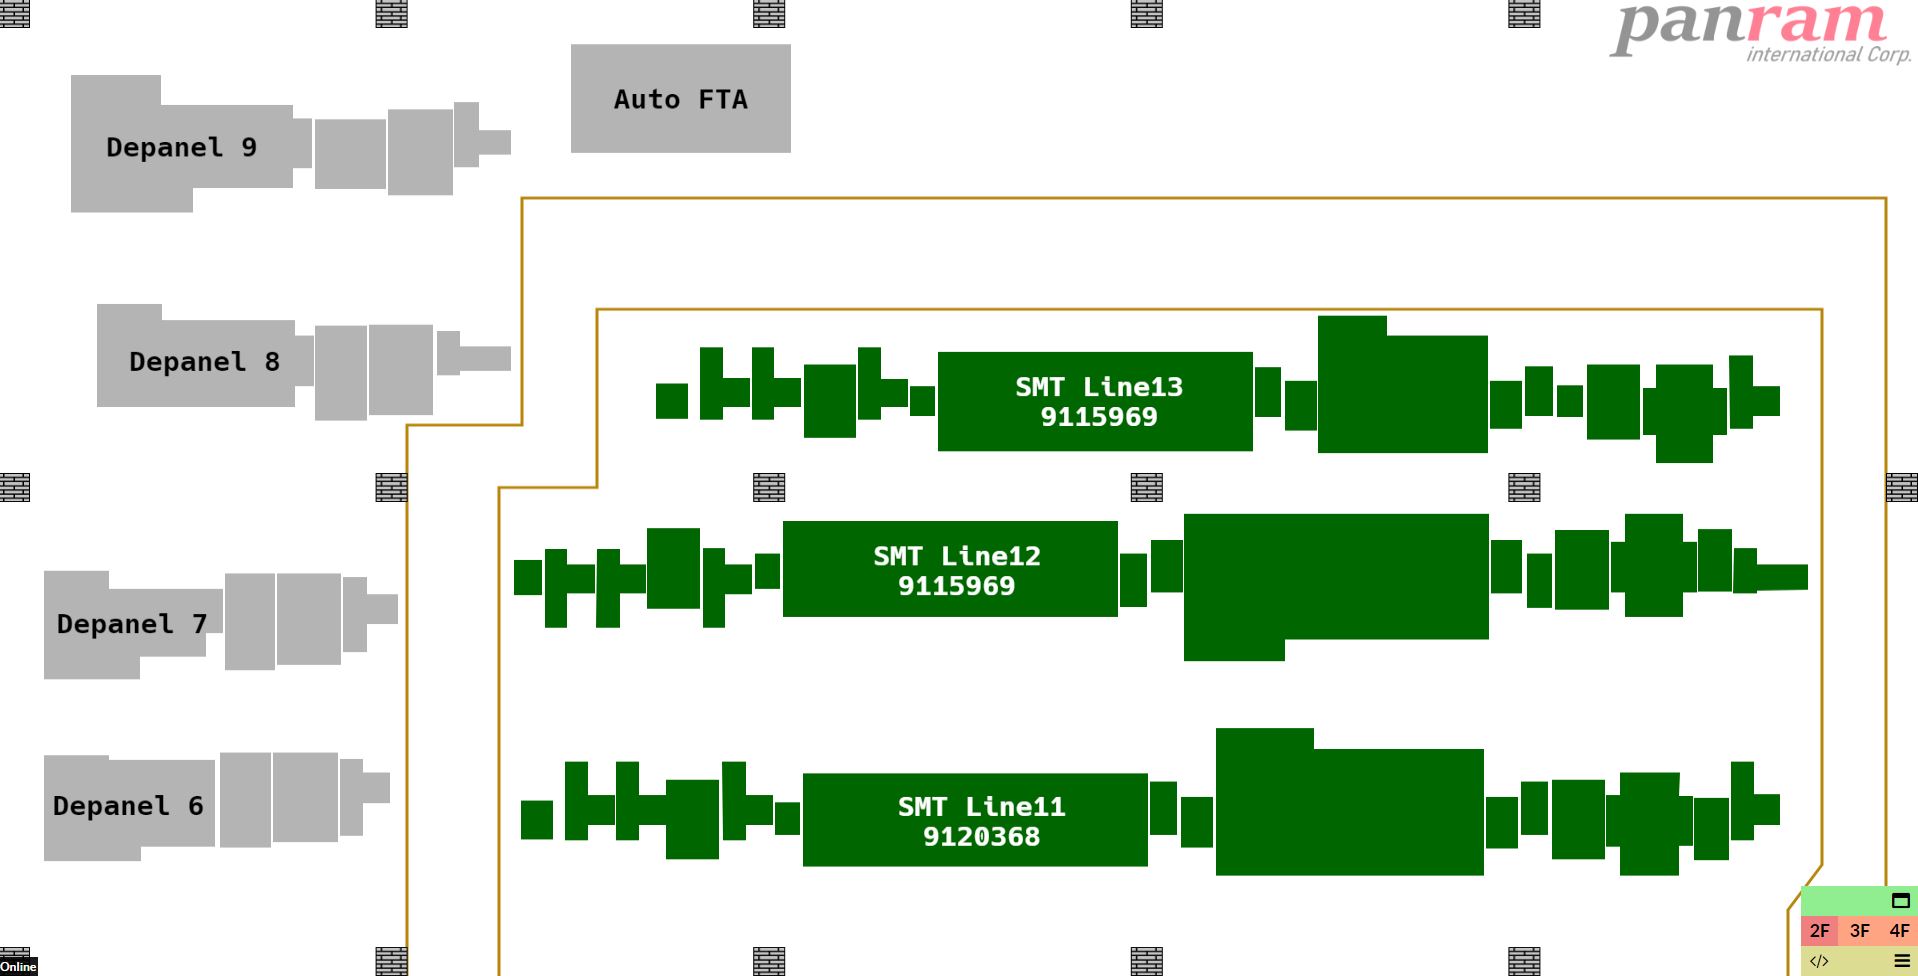 panram
international Corp.
Auto FTA
Depanel 9
Depanel 8
SMT Line13
9115969
SMT Line12
9115969
Depanel 7
Depanel 6
SMT Line11
9120368
2F 3F 4F
</>
Online